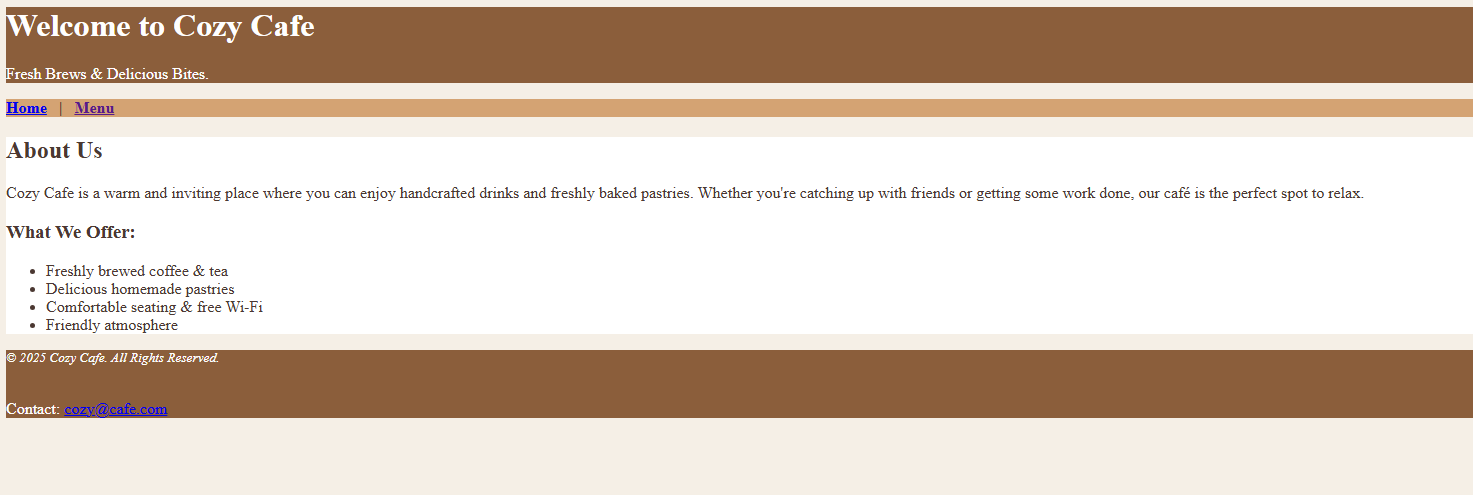 Welcome to Cozy Cafe
Fresh Brews & Delicious Bites.
Home | Menu
About Us
Cozy Cafe is a warm and inviting place where you can enjoy handcrafted drinks and freshly baked pastries. Whether you're catching up with friends or getting some work done, our café is the perfect spot to relax.
What We Offer:
• Freshly brewed coffee & tea
• Delicious homemade pastries
• Comfortable seating & free Wi-Fi
• Friendly atmosphere
© 2025 Cozy Cafe. All Rights Reserved.
Contact: cozy@cafe.com